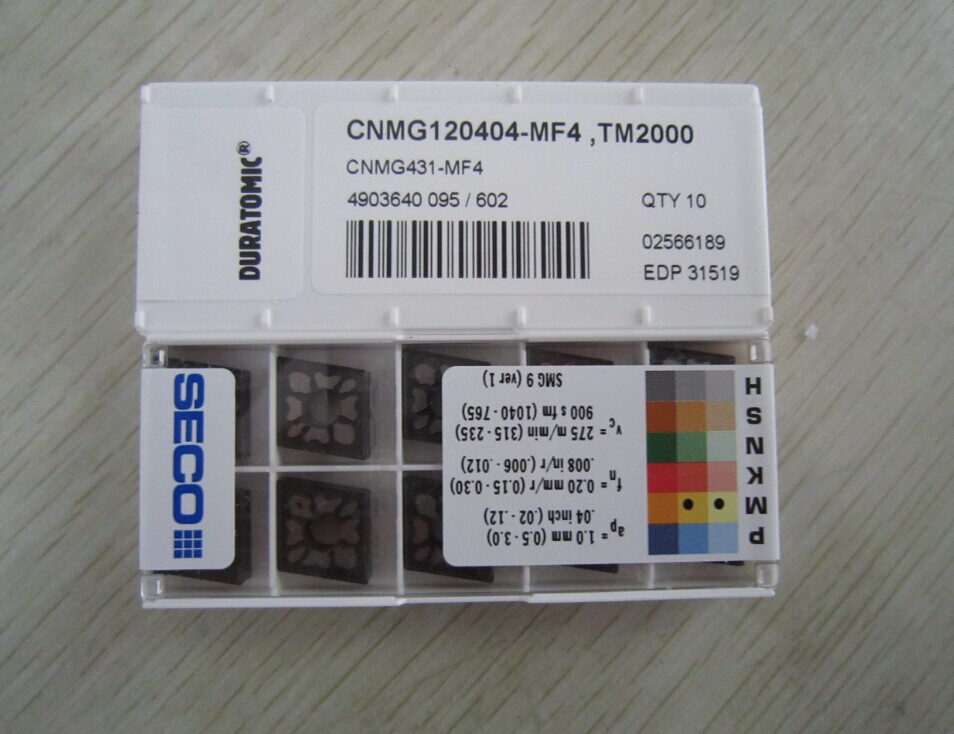 DURATOMIC®
CNMG120404-MF4 ,TM2000
CNMG431-MF4
4903640 095 / 602
QTY 10
02566189
EDP 31519
SECO
aₚ = 1.0 mm (0.5 - 3.0)
.04 inch (.02 - .12)
fₙ = 0.20 mm/r (0.15 - 0.30)
.008 in/r (.006 - .012)
v꜀ = 275 m/min (315 - 235)
900 s fm (1040 - 765)
SMG 9 (ver 1)
P
M
K
N
S
H